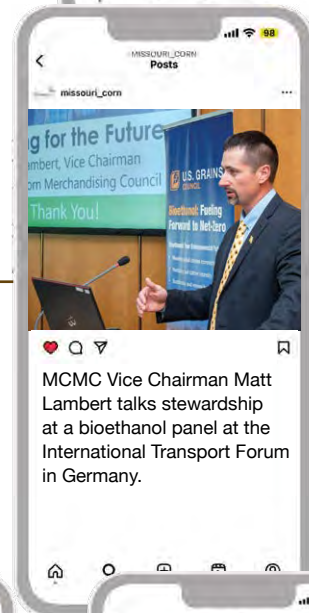 98
MISSOURI_CORN
Posts
missouri_corn
ng for the Future
ambert, Vice Chairman
orn Merchandising Council
Thank You!
U.S. GRAINS
COUNCIL
Bioethanol: Fueling
Forward to Net-Zero
MCMC Vice Chairman Matt
Lambert talks stewardship
at a bioethanol panel at the
International Transport Forum
in Germany.